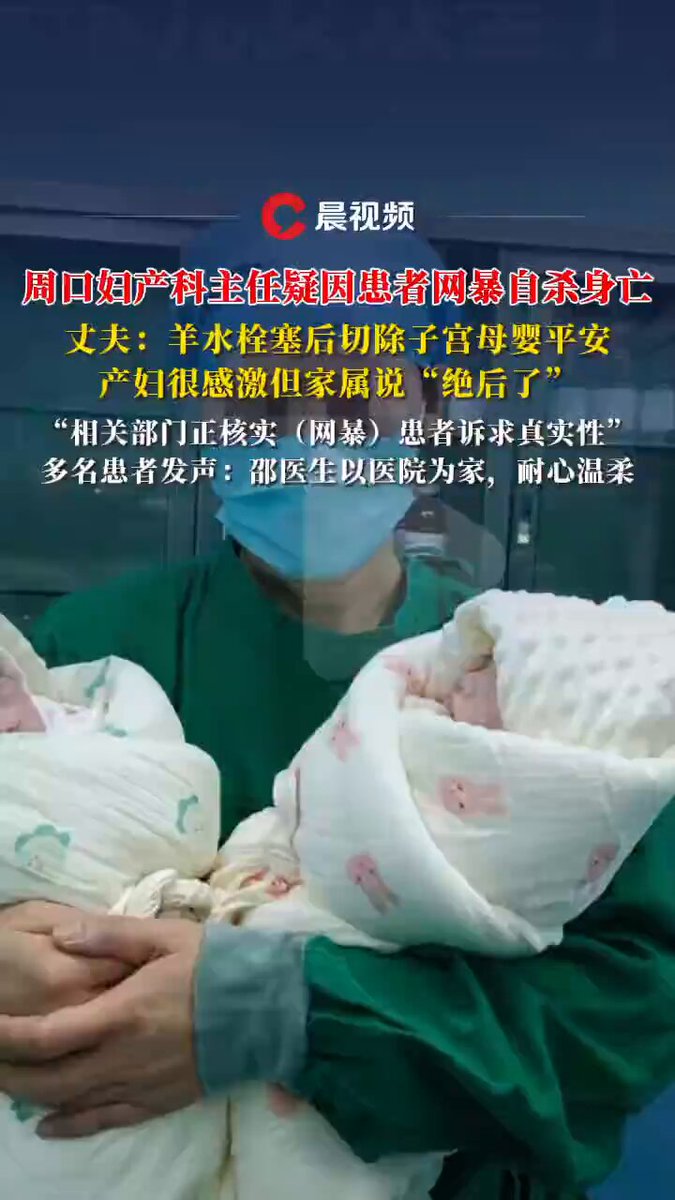 晨视频
周口妇产科主任疑因患者网暴自杀身亡
丈夫：羊水栓塞后切除子宫母婴平安
产妇很感激但家属说“绝后了”
“相关部门正核实（网暴）患者诉求真实性”
多名患者发声：邵医生以医院为家，耐心温柔